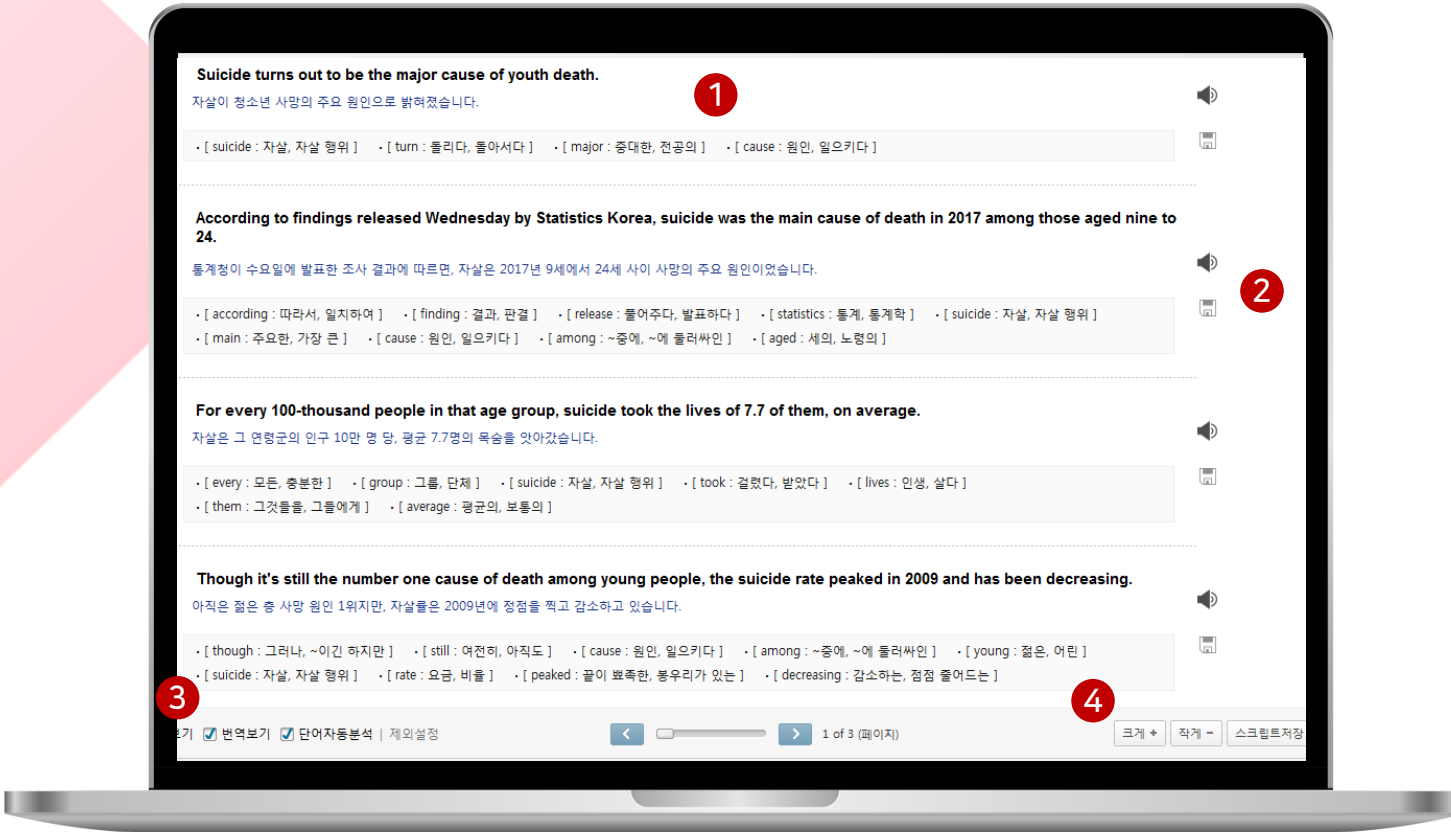 Suicide turns out to be the major cause of youth death.
자살이 청소년 사망의 주요 원인으로 밝혀졌습니다.
1
• [ suicide : 자살, 자살 행위 ] • [ turn : 돌리다, 돌아서다 ] • [ major : 중대한, 전공의 ] • [ cause : 원인, 일으키다 ]
According to findings released Wednesday by Statistics Korea, suicide was the main cause of death in 2017 among those aged nine to
24.
통계청이 수요일에 발표한 조사 결과에 따르면, 자살은 2017년 9세에서 24세 사이 사망의 주요 원인이었습니다.
2
• [ according : 따라서, 일치하여 ] • [ finding : 결과, 판결 ] • [ release : 풀어주다, 발표하다 ] • [ statistics : 통계, 통계학 ] • [ suicide : 자살, 자살 행위 ]
• [ main : 주요한, 가장 큰 ] • [ cause : 원인, 일으키다 ] • [ among : ~중에, ~에 둘러싸인 ] • [ aged : 세의, 노령의 ]
For every 100-thousand people in that age group, suicide took the lives of 7.7 of them, on average.
자살은 그 연령군의 인구 10만 명 당, 평균 7.7명의 목숨을 앗아갔습니다.
• [ every : 모든, 충분한 ] • [ group : 그룹, 단체 ] • [ suicide : 자살, 자살 행위 ] • [ took : 걸렸다, 받았다 ] • [ lives : 인생, 살다 ]
• [ them : 그것들을, 그들에게 ] • [ average : 평균의, 보통의 ]
Though it's still the number one cause of death among young people, the suicide rate peaked in 2009 and has been decreasing.
아직은 젊은 층 사망 원인 1위지만, 자살률은 2009년에 정점을 찍고 감소하고 있습니다.
• [ though : 그러나, ~이긴 하지만 ] • [ still : 여전히, 아직도 ] • [ cause : 원인, 일으키다 ] • [ among : ~중에, ~에 둘러싸인 ] • [ young : 젊은, 어린 ]
• [ suicide : 자살, 자살 행위 ] • [ rate : 요금, 비율 ] • [ peaked : 끝이 뾰족한, 봉우리가 있는 ] • [ decreasing : 감소하는, 점점 줄어드는 ]
3
4
기 번역보기 단어자동분석 | 제외설정 < > 1 of 3 (페이지) 크게 + 작게 - 스크립트저장